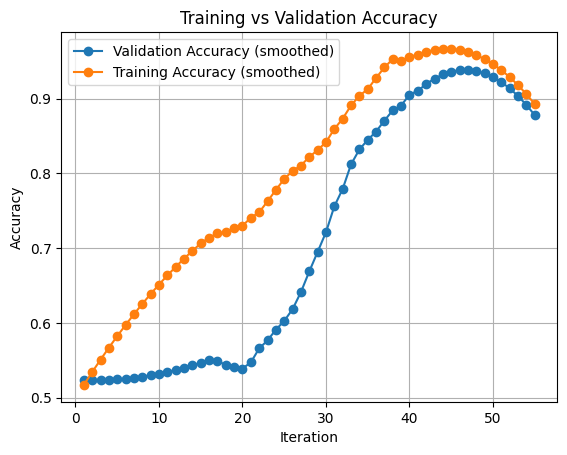 Training vs Validation Accuracy
Validation Accuracy (smoothed)
Training Accuracy (smoothed)
Accuracy
0.9
0.8
0.7
0.6
0.5
0 10 20 30 40 50
Iteration